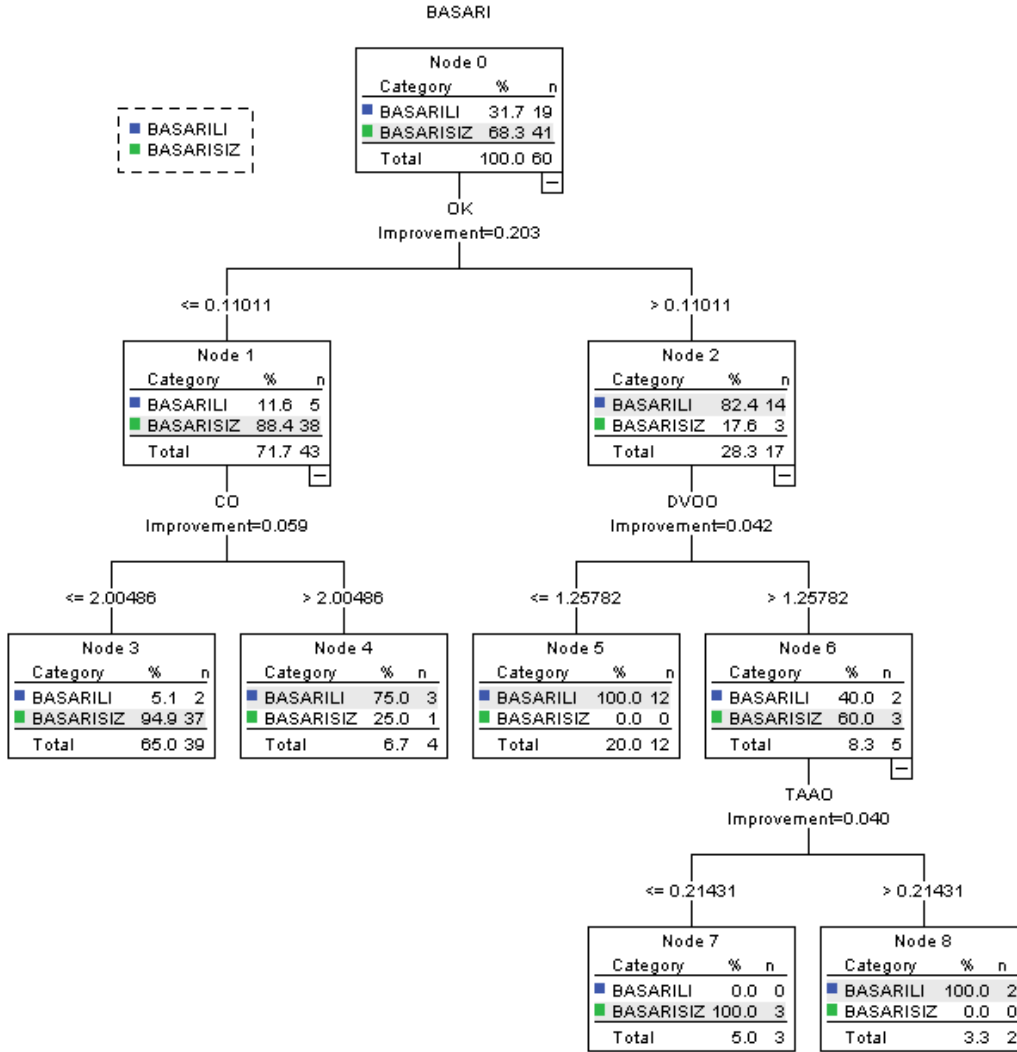 BASARI
Node 0
Category % n
BASARILI 31.7 19
BASARISIZ 68.3 41
Total 100.0 60
BASARILI
BASARISIZ
OK
Improvement=0.203
<= 0.11011
> 0.11011
Node 1
Category % n
BASARILI 11.6 5
BASARISIZ 88.4 38
Total 71.7 43
Node 2
Category % n
BASARILI 82.4 14
BASARISIZ 17.6 3
Total 28.3 17
CO
Improvement=0.059
DVOO
Improvement=0.042
<= 2.00486
> 2.00486
<= 1.25782
> 1.25782
Node 3
Category % n
BASARILI 5.1 2
BASARISIZ 94.9 37
Total 65.0 39
Node 4
Category % n
BASARILI 75.0 3
BASARISIZ 25.0 1
Total 6.7 4
Node 5
Category % n
BASARILI 100.0 12
BASARISIZ 0.0 0
Total 20.0 12
Node 6
Category % n
BASARILI 40.0 2
BASARISIZ 60.0 3
Total 8.3 5
TAAO
Improvement=0.040
<= 0.21431
> 0.21431
Node 7
Category % n
BASARILI 0.0 0
BASARISIZ 100.0 3
Total 5.0 3
Node 8
Category % n
BASARILI 100.0 2
BASARISIZ 0.0 0
Total 3.3 2